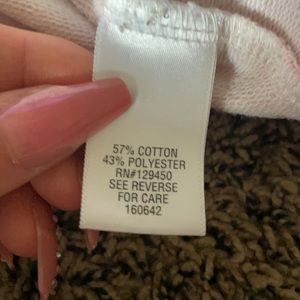 57% COTTON
43% POLYESTER
RN#129450
SEE REVERSE
FOR CARE
160642